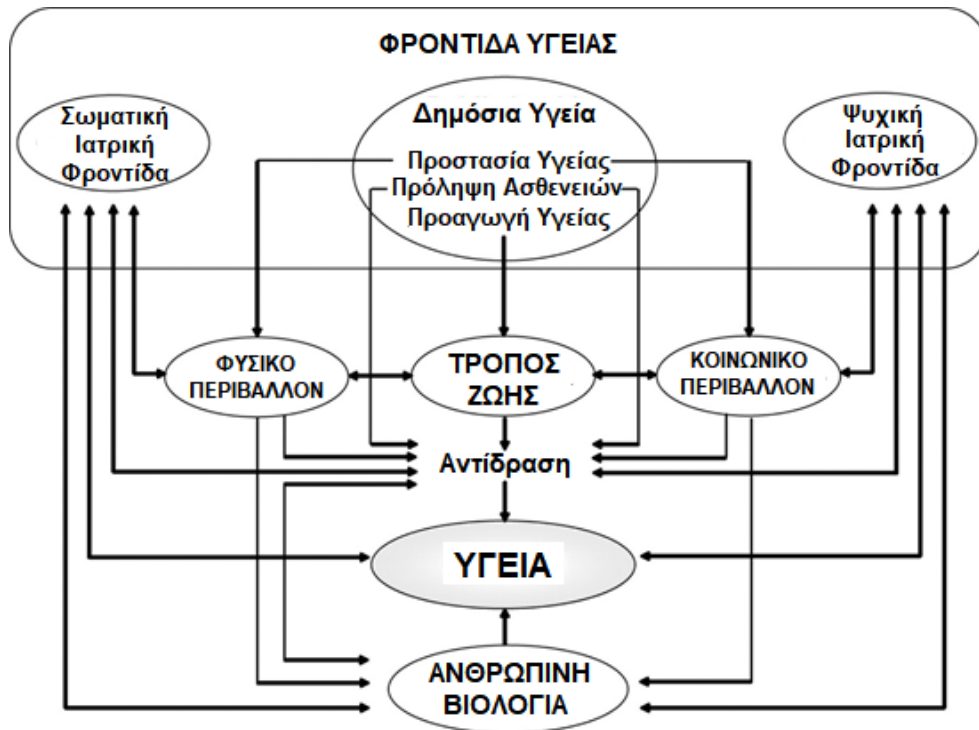 ΦΡΟΝΤΙΔΑ ΥΓΕΙΑΣ
Σωματική
Ιατρική
Φροντίδα
Δημόσια Υγεία
Προστασία Υγείας
Πρόληψη Ασθενειών
Προαγωγή Υγείας
Ψυχική
Ιατρική
Φροντίδα
ΦΥΣΙΚΟ
ΠΕΡΙΒΑΛΛΟΝ
ΤΡΟΠΟΣ
ΖΩΗΣ
ΚΟΙΝΩΝΙΚΟ
ΠΕΡΙΒΑΛΛΟΝ
Αντίδραση
ΥΓΕΙΑ
ΑΝΘΡΩΠΙΝΗ
ΒΙΟΛΟΓΙΑ